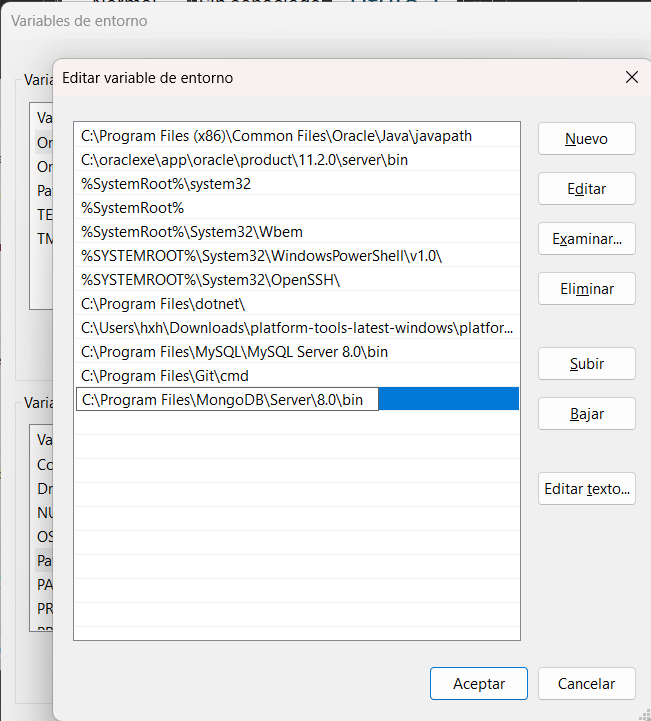 Variables de entorno
Editar variable de entorno
C:\Program Files (x86)\Common Files\Oracle\Java\javapath
C:\oraclexe\app\oracle\product\11.2.0\server\bin
%SystemRoot%\system32
%SystemRoot%
%SystemRoot%\System32\Wbem
%SYSTEMROOT%\System32\WindowsPowerShell\v1.0\
%SYSTEMROOT%\System32\OpenSSH\
C:\Program Files\dotnet\
C:\Users\hxh\Downloads\platform-tools-latest-windows\platfor...
C:\Program Files\MySQL\MySQL Server 8.0\bin
C:\Program Files\Git\cmd
C:\Program Files\MongoDB\Server\8.0\bin
Nuevo
Editar
Examinar...
Eliminar
Subir
Bajar
Editar texto...
Aceptar
Cancelar
Varia
Va
Or
Or
Pa
TE
TM
Varia
Va
Co
Dr
NU
OS
Pa
PA
PR